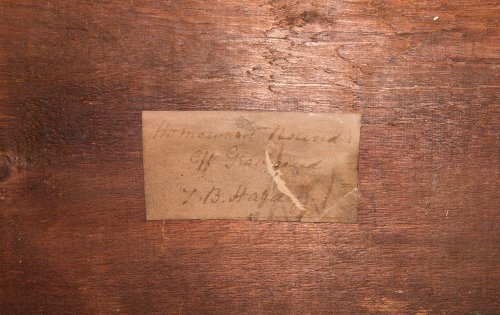 Homeward Bound
Off Gravesend
T. B. Hardy